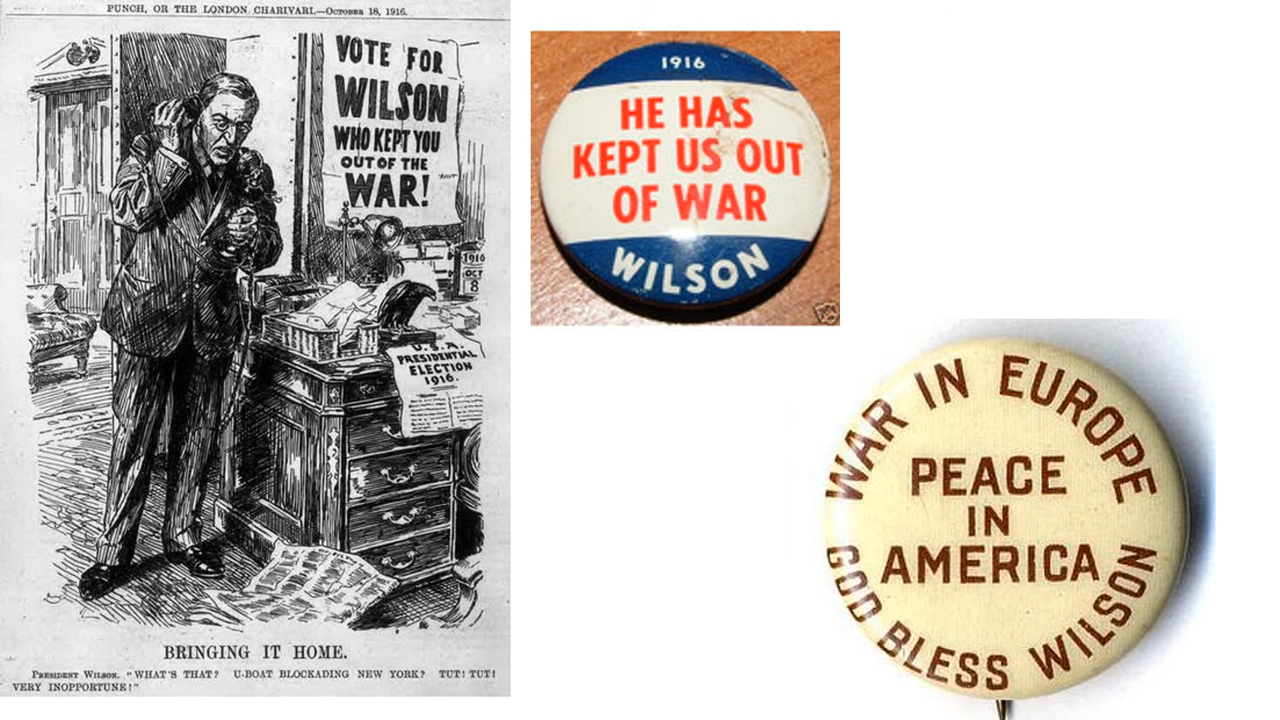 PUNCH, OR THE LONDON CHARIVARI.—October 18, 1916.
VOTE FOR
WILSON
WHO KEPT YOU
OUT OF THE
WAR!
1916
OCT
8
U.S.A.
PRESIDENTIAL
ELECTION
1916.
BRINGING IT HOME.
President Wilson. "WHAT'S THAT? U-BOAT BLOCKADING NEW YORK? TUT! TUT!
VERY INOPPORTUNE!"
1916
HE HAS
KEPT US OUT
OF WAR
WILSON
WAR IN EUROPE
PEACE
IN
AMERICA
GOD BLESS WILSON